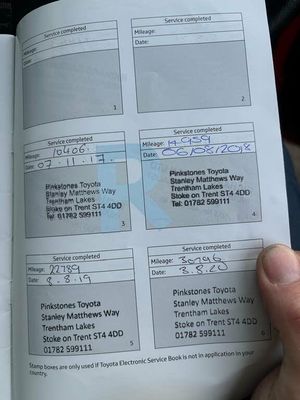 Service completed
Mileage:
Date:
1
Service completed
Mileage:
Date:
2
Service completed
Mileage: 10406.
Date: 07.11.17.
Pinkstones Toyota
Stanley Matthews Way
Trentham Lakes
Stoke on Trent ST4 4DD
Tel: 01782 599111
3
Service completed
Mileage: 14959
Date: 06/08/2018
Pinkstones Toyota
Stanley Matthews Way
Trentham Lakes
Stoke on Trent ST4 4DD
Tel: 01782 599111
4
Service completed
Mileage: 22789
Date: 8.8.19
Pinkstones Toyota
Stanley Matthews Way
Trentham Lakes
Stoke on Trent ST4 4DD
01782 599111
5
Service completed
Mileage: 30796
Date: 3.8.20
Pinkstones Toyota
Stanley Matthews Way
Trentham Lakes
Stoke on Trent ST4 4DD
01782 599111
6
Stamp boxes are only used if Toyota Electronic Service Book is not in application in your
country.